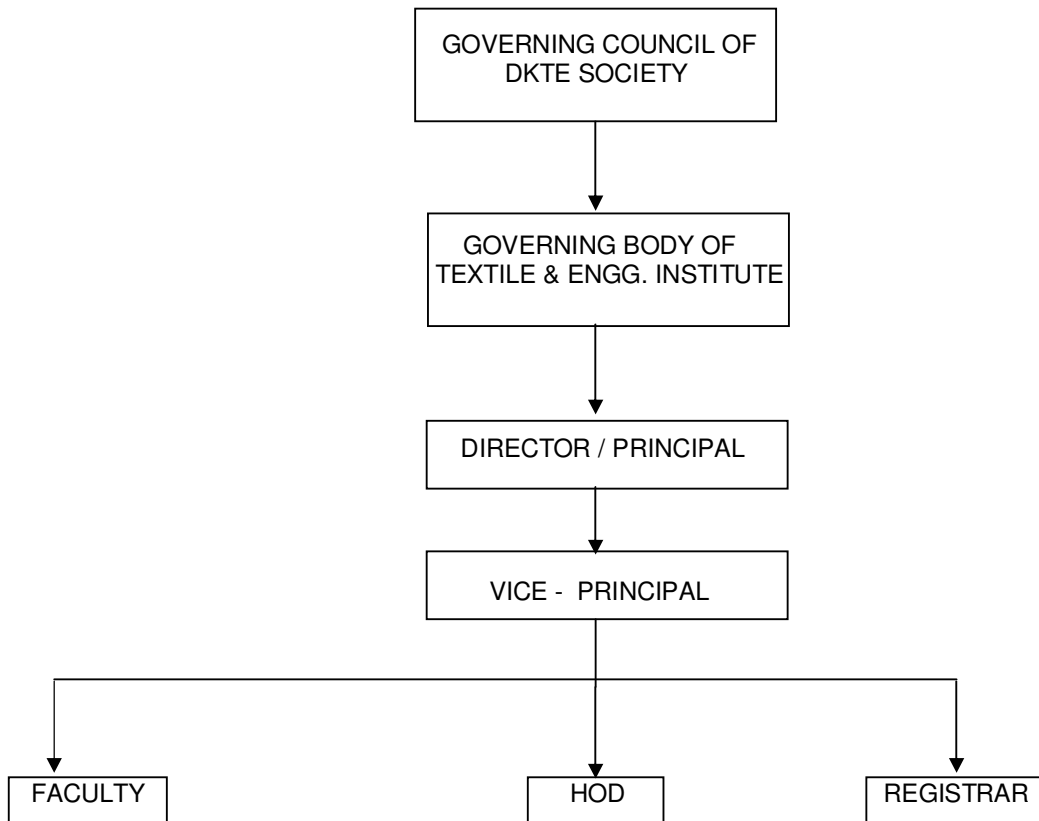 GOVERNING COUNCIL OF
DKTE SOCIETY
GOVERNING BODY OF
TEXTILE & ENGG. INSTITUTE
DIRECTOR / PRINCIPAL
VICE - PRINCIPAL
FACULTY
HOD
REGISTRAR